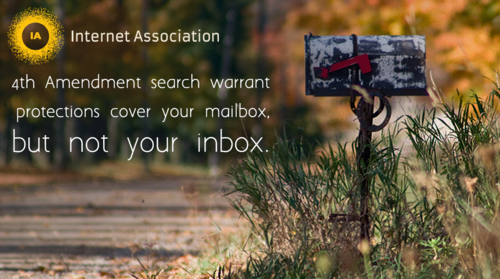 IA
Internet Association
4th Amendment search warrant
protections cover your mailbox,
but not your inbox.